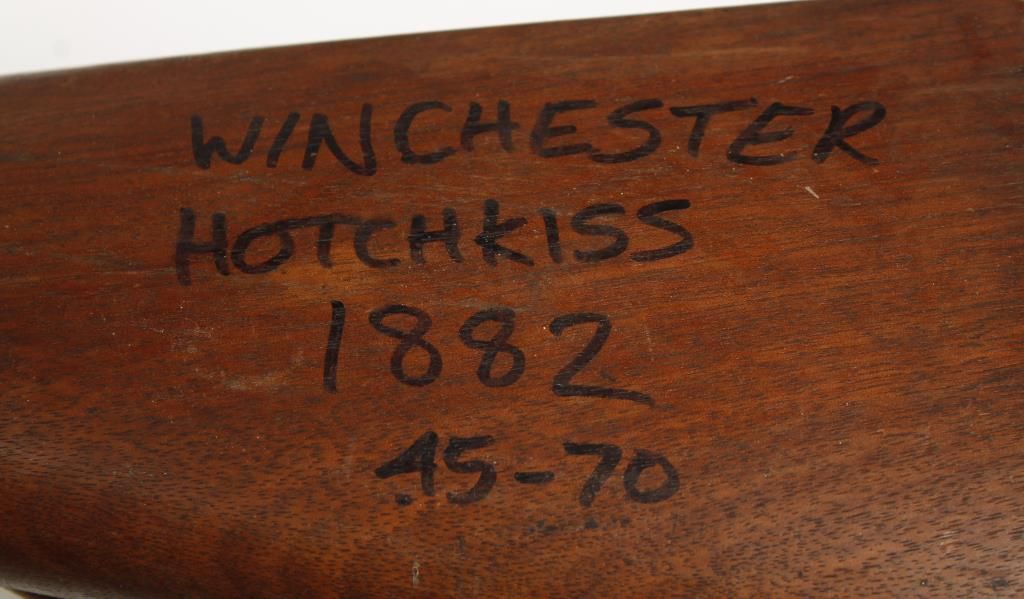 WINCHESTER
HOTCHKISS
1882
.45-70